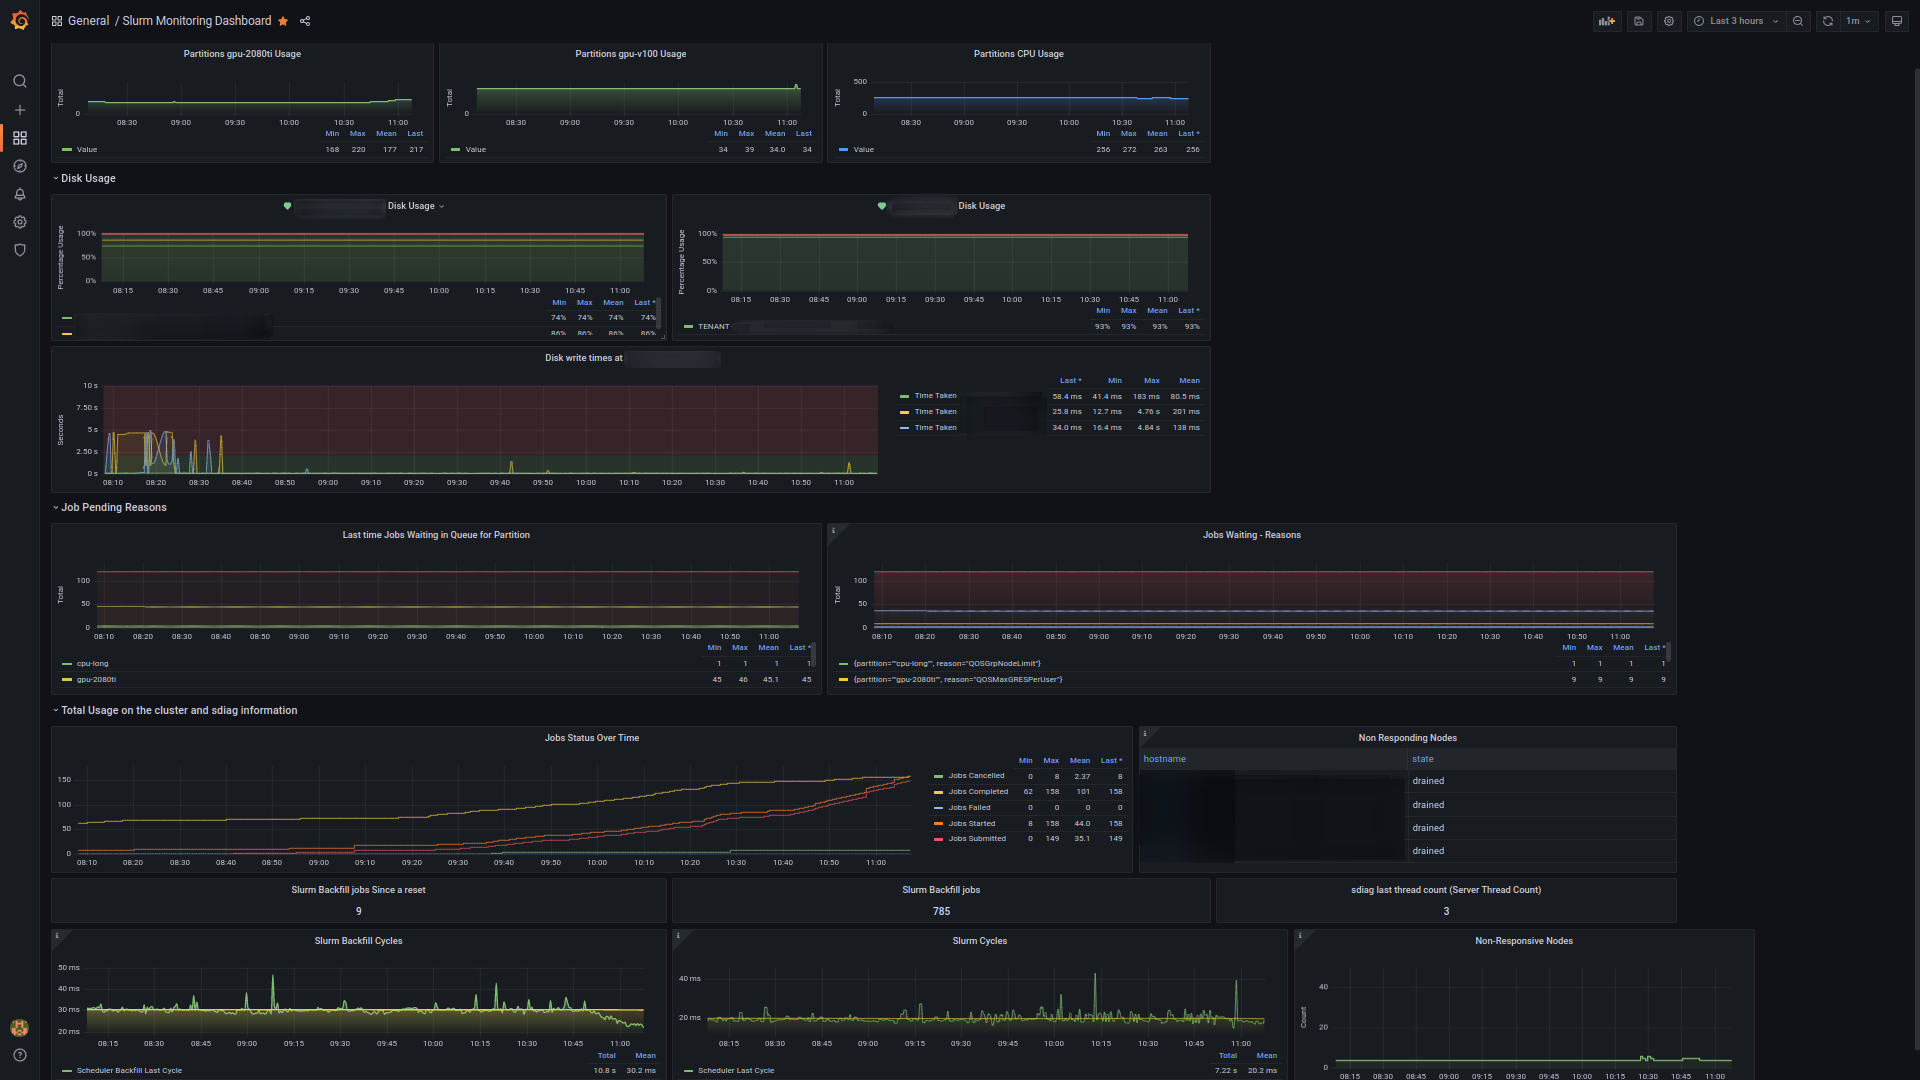 General / Slurm Monitoring Dashboard
Last 3 hours
1m
Partitions gpu-2080ti Usage
Total
0
08:30 09:00 09:30 10:00 10:30 11:00
Min Max Mean Last
Value 168 220 177 217
Partitions gpu-v100 Usage
Total
0
08:30 09:00 09:30 10:00 10:30 11:00
Min Max Mean Last
Value 34 39 34.0 34
Partitions CPU Usage
Total
500
0
08:30 09:00 09:30 10:00 10:30 11:00
Min Max Mean Last *
Value 256 272 263 256
Disk Usage
Disk Usage
Percentage Usage
100%
50%
0%
08:15 08:30 08:45 09:00 09:15 09:30 09:45 10:00 10:15 10:30 10:45 11:00
Min Max Mean Last *
74% 74% 74% 74%
86% 86% 86% 86%
Disk Usage
Percentage Usage
100%
50%
0%
08:15 08:30 08:45 09:00 09:15 09:30 09:45 10:00 10:15 10:30 10:45 11:00
Min Max Mean Last *
TENANT 93% 93% 93% 93%
Disk write times at
Seconds
10 s
7.50 s
5 s
2.50 s
0 s
08:10 08:20 08:30 08:40 08:50 09:00 09:10 09:20 09:30 09:40 09:50 10:00 10:10 10:20 10:30 10:40 10:50 11:00
Last * Min Max Mean
Time Taken 58.4 ms 41.4 ms 183 ms 80.5 ms
Time Taken 25.8 ms 12.7 ms 4.76 s 201 ms
Time Taken 34.0 ms 16.4 ms 4.84 s 138 ms
Job Pending Reasons
Last time Jobs Waiting in Queue for Partition
Total
100
50
0
08:10 08:20 08:30 08:40 08:50 09:00 09:10 09:20 09:30 09:40 09:50 10:00 10:10 10:20 10:30 10:40 10:50 11:00
Min Max Mean Last *
cpu-long 1 1 1 1
gpu-2080ti 45 46 45.1 45
Jobs Waiting - Reasons
Total
100
50
0
08:10 08:20 08:30 08:40 08:50 09:00 09:10 09:20 09:30 09:40 09:50 10:00 10:10 10:20 10:30 10:40 10:50 11:00
Min Max Mean Last *
{partition="cpu-long", reason="QOSGrpNodeLimit"} 1 1 1 1
{partition="gpu-2080ti", reason="QOSMaxGRESPerUser"} 9 9 9 9
Total Usage on the cluster and sdiag information
Jobs Status Over Time
150
100
50
0
08:10 08:20 08:30 08:40 08:50 09:00 09:10 09:20 09:30 09:40 09:50 10:00 10:10 10:20 10:30 10:40 10:50 11:00
Min Max Mean Last *
Jobs Cancelled 0 8 2.37 8
Jobs Completed 62 158 101 158
Jobs Failed 0 0 0 0
Jobs Started 8 158 44.0 158
Jobs Submitted 0 149 35.1 149
Non Responding Nodes
hostname state
drained
drained
drained
drained
Slurm Backfill jobs Since a reset
9
Slurm Backfill jobs
785
sdiag last thread count (Server Thread Count)
3
Slurm Backfill Cycles
50 ms
40 ms
30 ms
20 ms
08:15 08:30 08:45 09:00 09:15 09:30 09:45 10:00 10:15 10:30 10:45 11:00
Total Mean
Scheduler Backfill Last Cycle 10.8 s 30.2 ms
Slurm Cycles
40 ms
20 ms
08:15 08:30 08:45 09:00 09:15 09:30 09:45 10:00 10:15 10:30 10:45 11:00
Total Mean
Scheduler Last Cycle 7.22 s 20.2 ms
Non-Responsive Nodes
Count
40
20
0
08:15 08:30 08:45 09:00 09:15 09:30 09:45 10:00 10:15 10:30 10:45 11:00